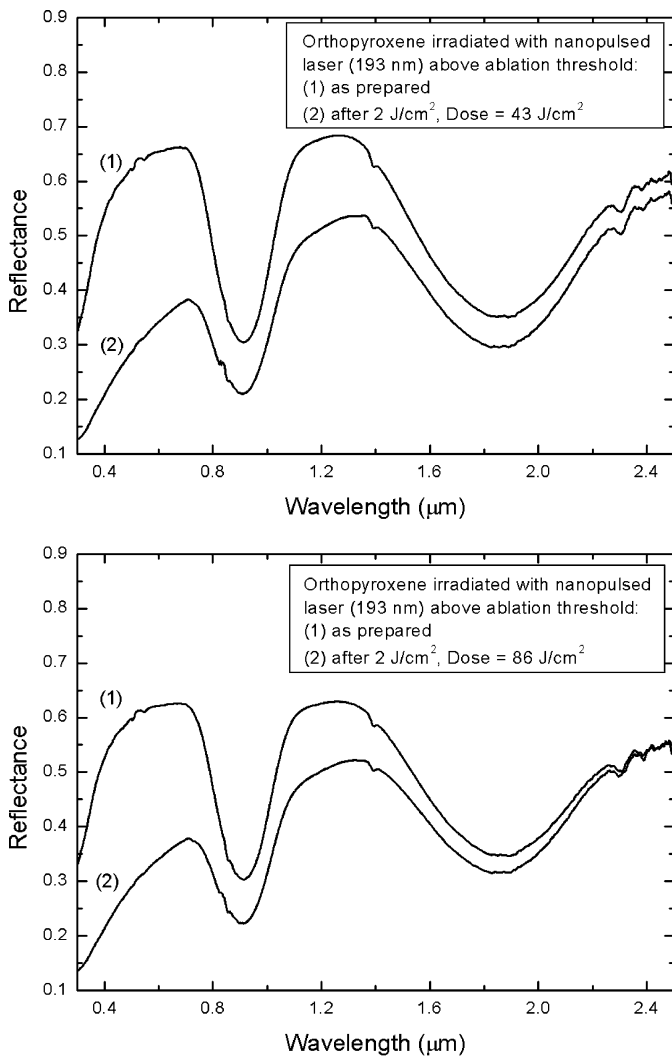 0.9
0.8
0.7
0.6
0.5
0.4
0.3
0.2
0.1
Reflectance
Orthopyroxene irradiated with nanopulsed
laser (193 nm) above ablation threshold:
(1) as prepared
(2) after 2 J/cm², Dose = 43 J/cm²
(1)
(2)
0.4 0.8 1.2 1.6 2.0 2.4
Wavelength (μm)
0.9
0.8
0.7
0.6
0.5
0.4
0.3
0.2
0.1
Reflectance
Orthopyroxene irradiated with nanopulsed
laser (193 nm) above ablation threshold:
(1) as prepared
(2) after 2 J/cm², Dose = 86 J/cm²
(1)
(2)
0.4 0.8 1.2 1.6 2.0 2.4
Wavelength (μm)